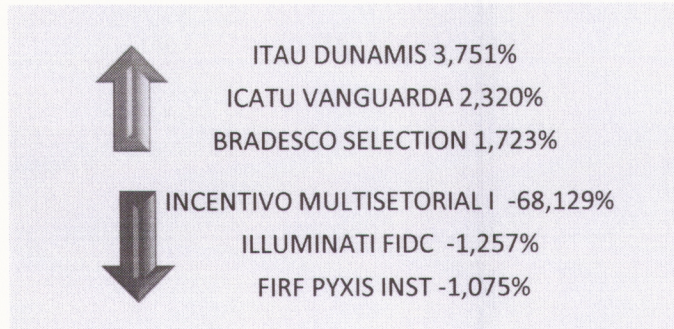 ITAU DUNAMIS 3,751%
ICATU VANGUARDA 2,320%
BRADESCO SELECTION 1,723%
INCENTIVO MULTISETORIAL I -68,129%
ILLUMINATI FIDC -1,257%
FIRF PYXIS INST -1,075%